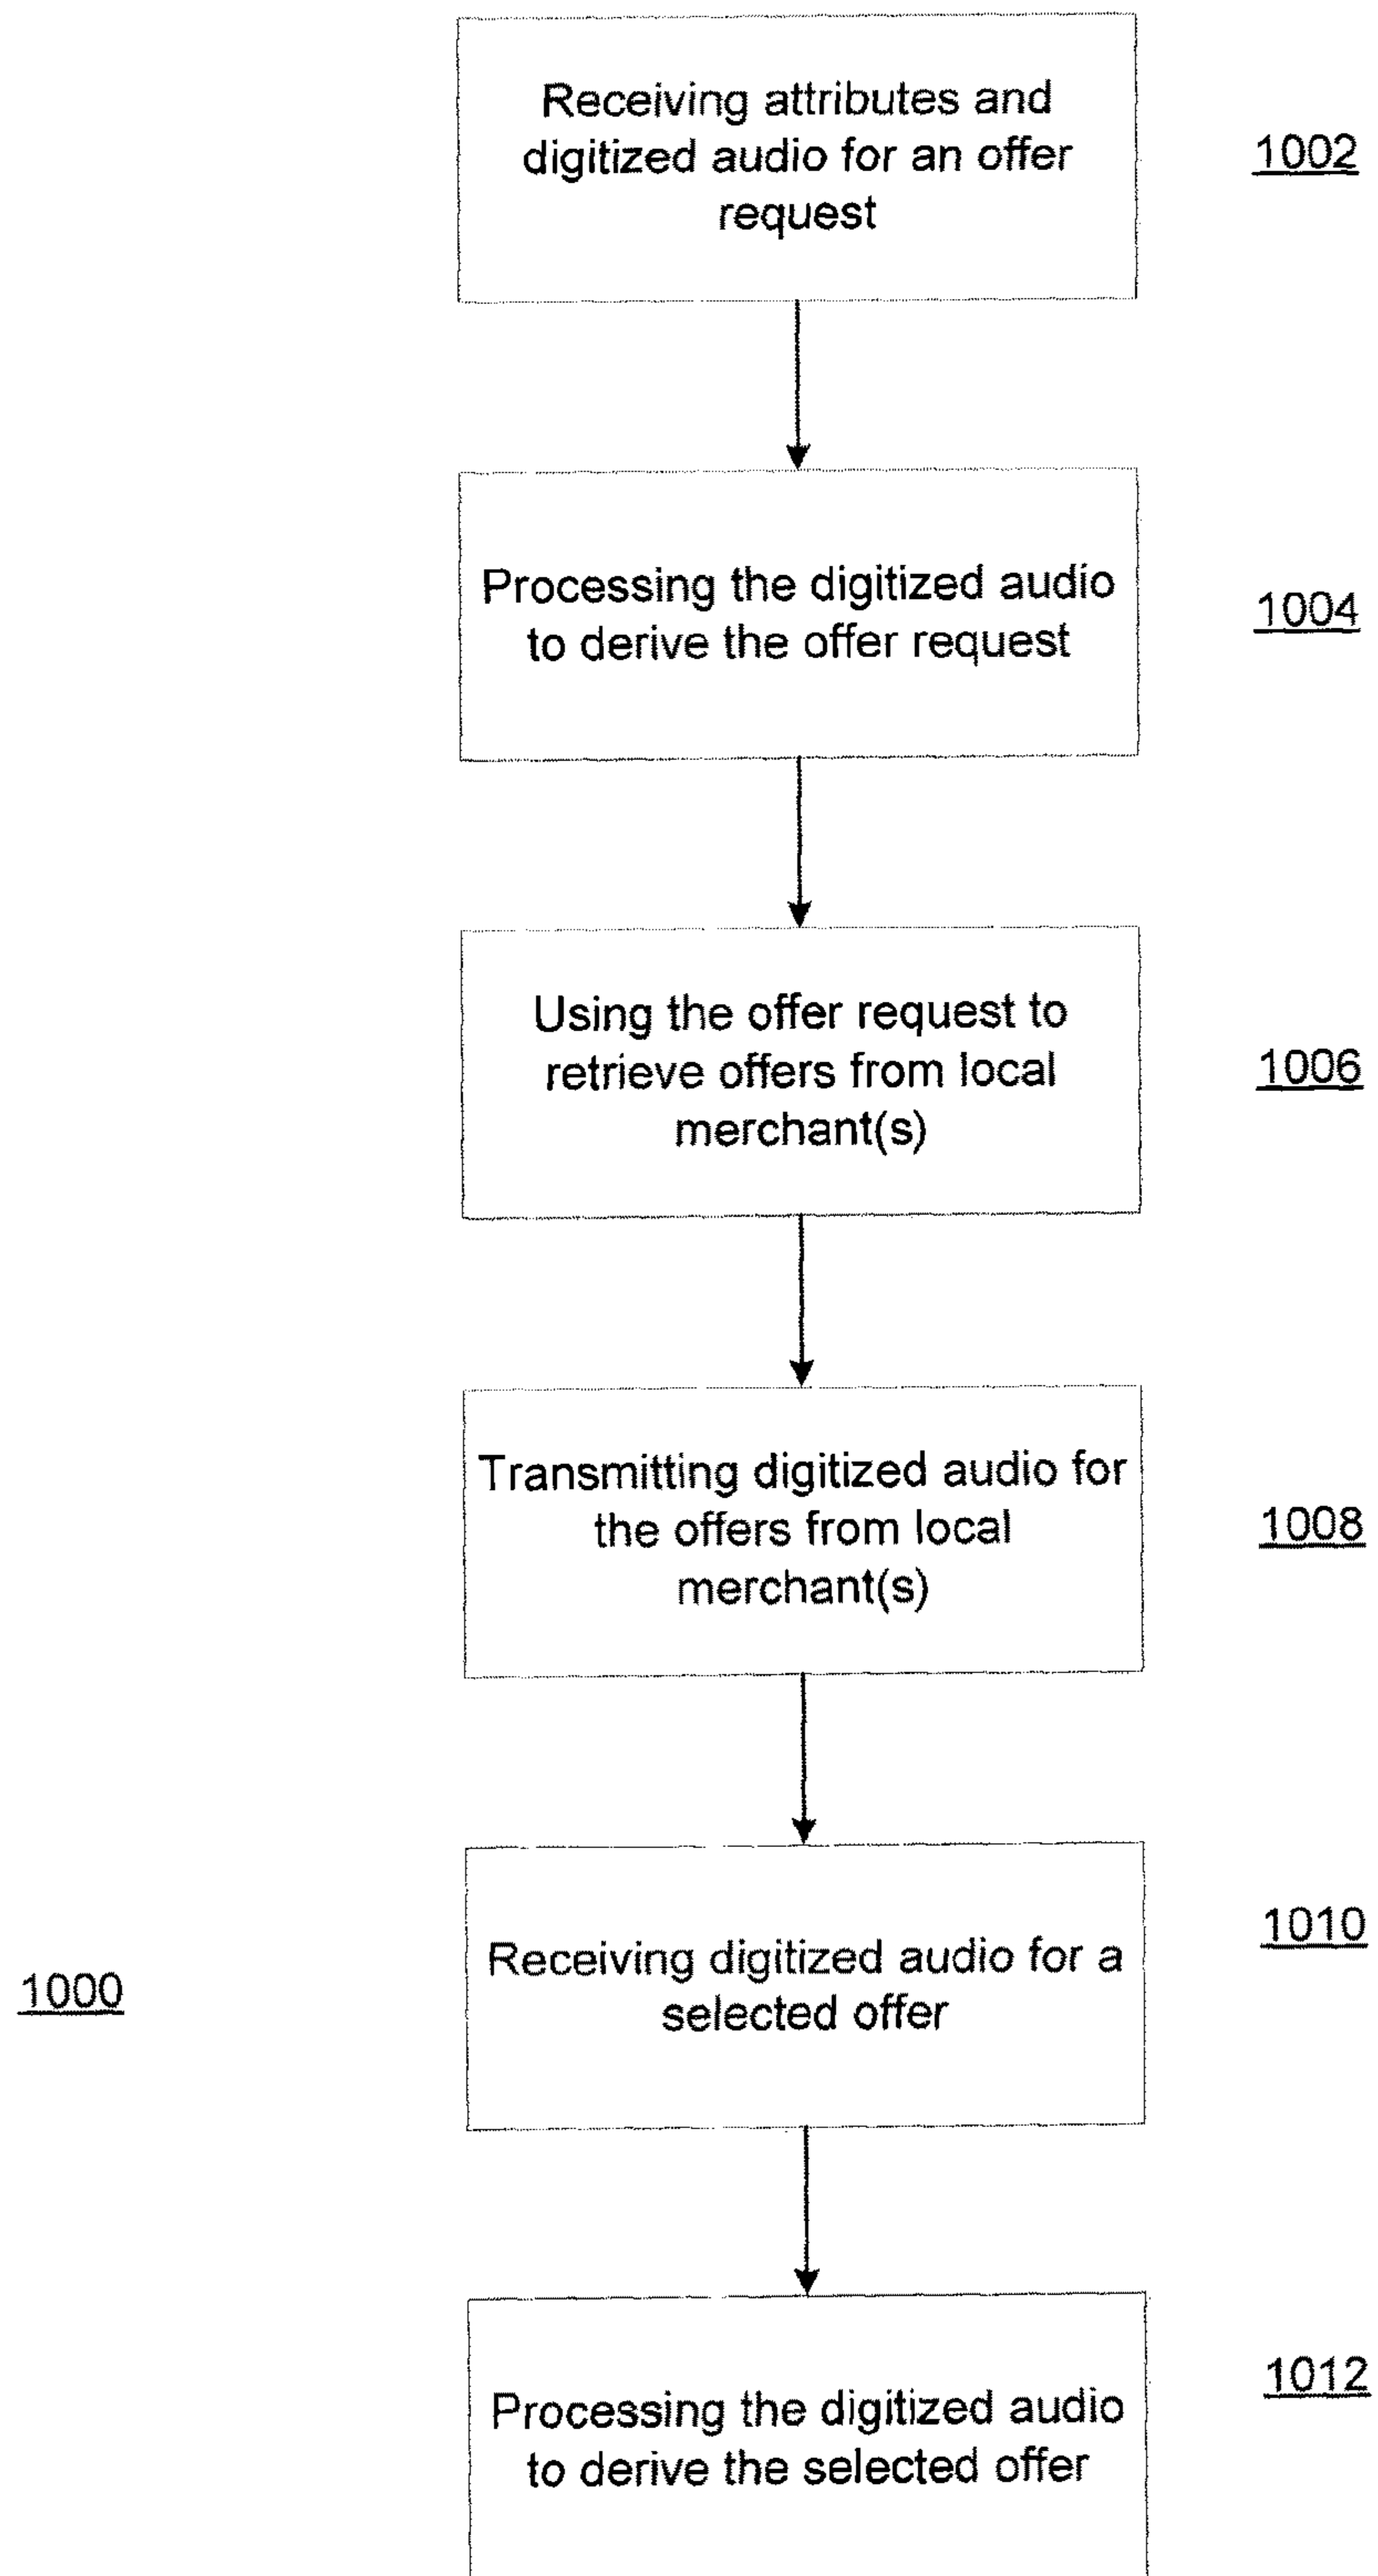 Receiving attributes and
digitized audio for an offer
request
1002
Processing the digitized audio
to derive the offer request
1004
Using the offer request to
retrieve offers from local
merchant(s)
1006
Transmitting digitized audio for
the offers from local
merchant(s)
1008
Receiving digitized audio for a
selected offer
1010
1000
Processing the digitized audio
to derive the selected offer
1012